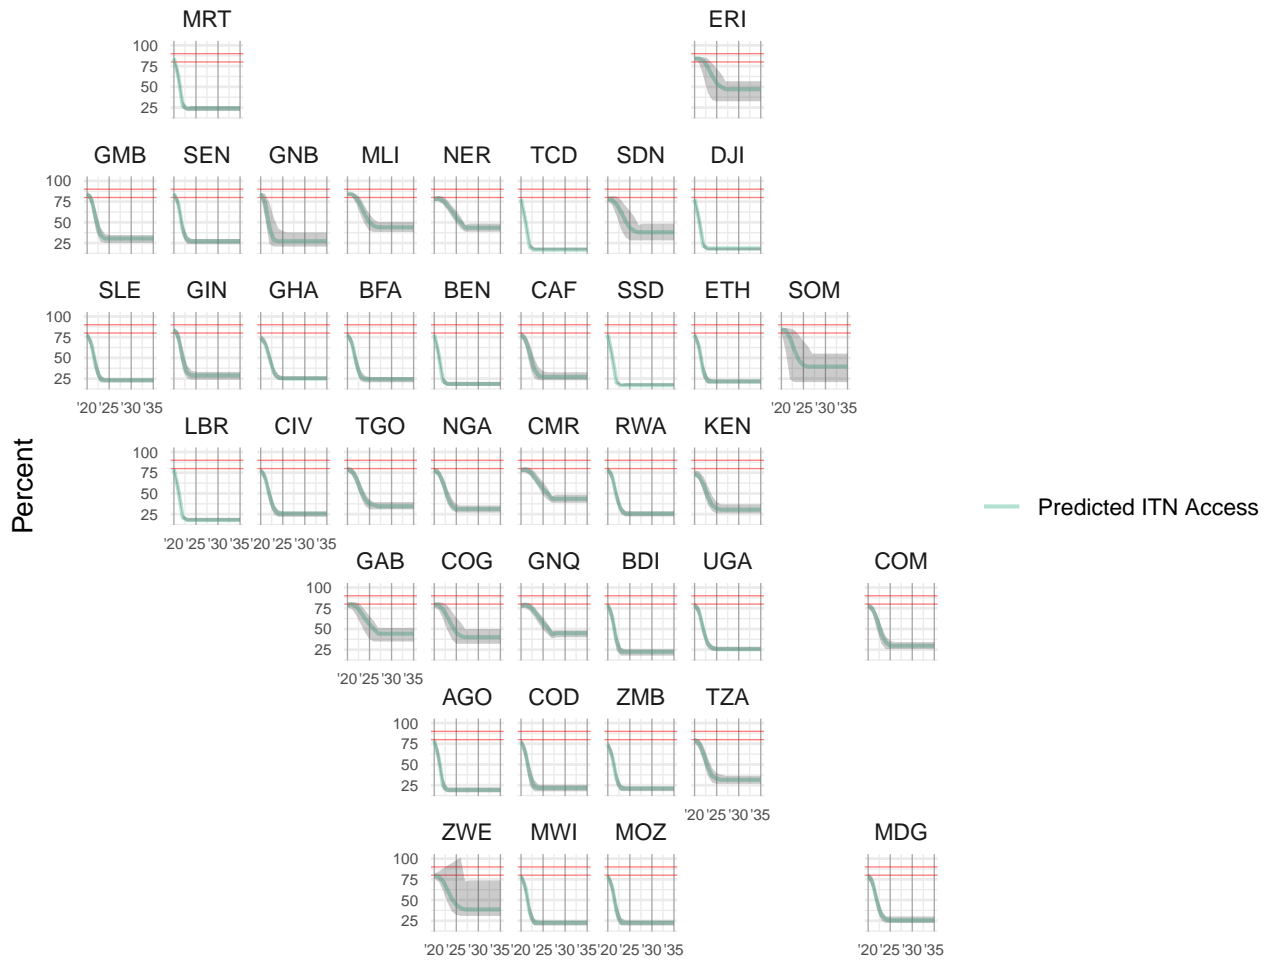 MRT ERI
100
75
50
25
GMB SEN GNB MLI NER TCD SDN DJI
100
75
50
25
SLE GIN GHA BFA BEN CAF SSD ETH SOM
100
75
50
25
'20 '25 '30 '35 '20 '25 '30 '35
LBR CIV TGO NGA CMR RWA KEN
100
75
50
25
'20 '25 '30 '35 '20 '25 '30 '35
GAB COG GNQ BDI UGA COM
100
75
50
25
'20 '25 '30 '35
AGO COD ZMB TZA
100
75
50
25
'20 '25 '30 '35
ZWE MWI MOZ MDG
100
75
50
25
'20 '25 '30 '35 '20 '25 '30 '35 '20 '25 '30 '35 '20 '25 '30 '35
Percent
Predicted ITN Access